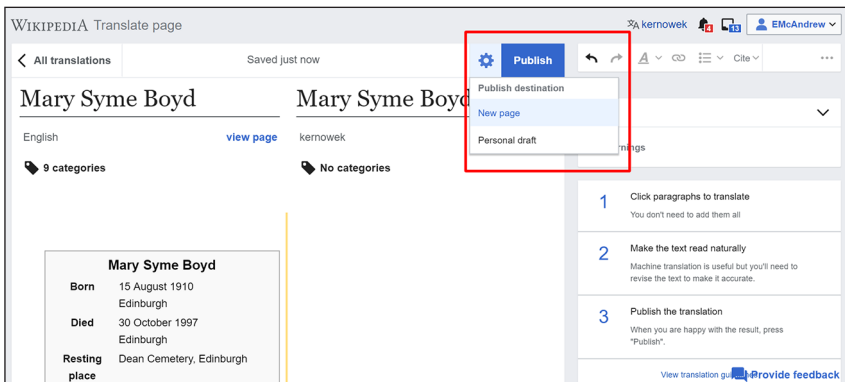 WIKIPEDIA Translate page
kernowek
4
13
EMcAndrew
All translations
Saved just now
Publish
A
Cite
Publish destination
New page
Personal draft
Mary Syme Boyd
Mary Syme Boyd
English
view page
kernowek
9 categories
No categories
Mary Syme Boyd
Born 15 August 1910
Edinburgh
Died 30 October 1997
Edinburgh
Resting Dean Cemetery, Edinburgh
place
1 Click paragraphs to translate
You don't need to add them all
2 Make the text read naturally
Machine translation is useful but you'll need to
revise the text to make it accurate.
3 Publish the translation
When you are happy with the result, press
"Publish".
View translation
Provide feedback